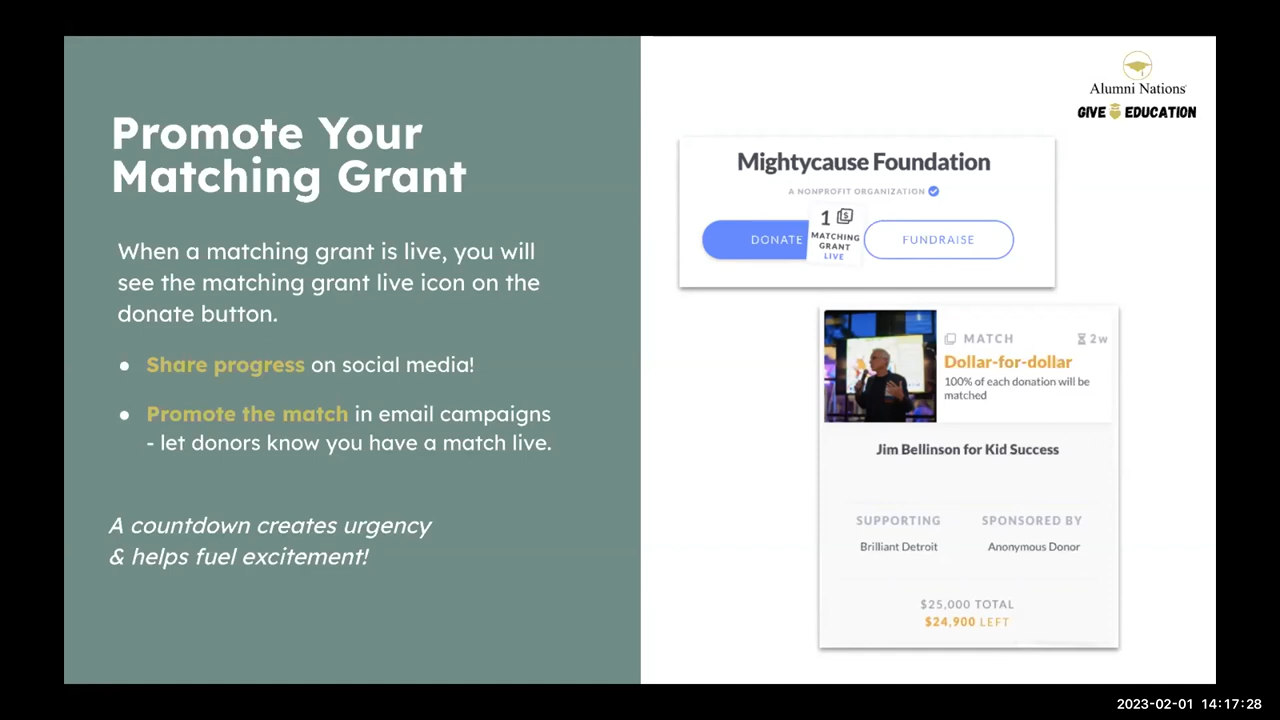 Promote Your
Matching Grant
When a matching grant is live, you will
see the matching grant live icon on the
donate button.
● Share progress on social media!
● Promote the match in email campaigns
- let donors know you have a match live.
A countdown creates urgency
& helps fuel excitement!
Alumni Nations
GIVE EDUCATION
Mightycause Foundation
A NONPROFIT ORGANIZATION
DONATE
1
MATCHING
GRANT
LIVE
FUNDRAISE
MATCH
2w
Dollar-for-dollar
100% of each donation will be
matched
Jim Bellinson for Kid Success
SUPPORTING
Brilliant Detroit
SPONSORED BY
Anonymous Donor
$25,000 TOTAL
$24,900 LEFT
2023-02-01 14:17:28